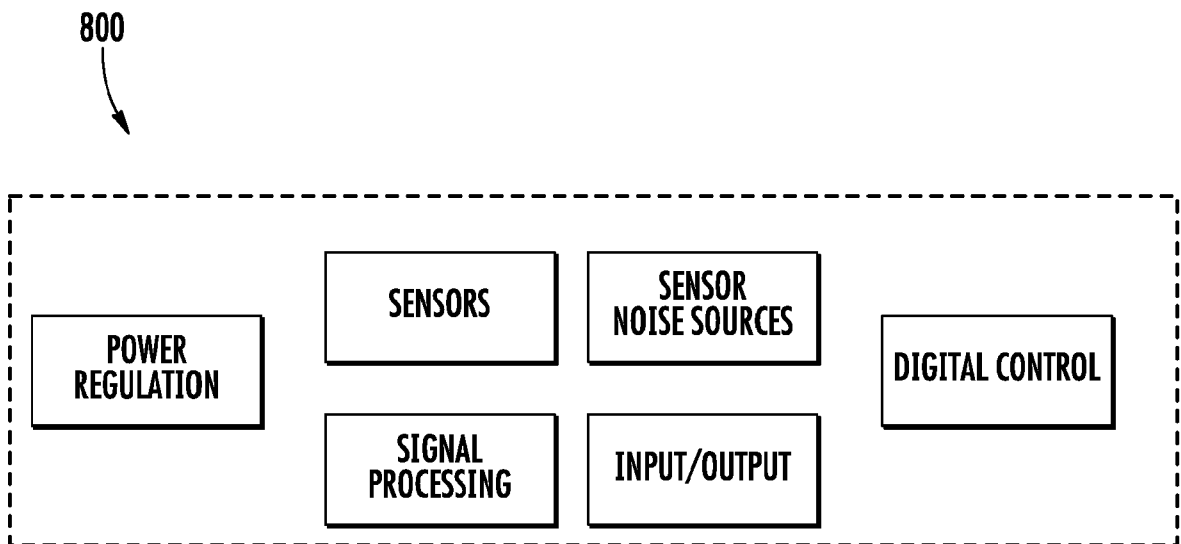 800
SENSORS
SENSOR
NOISE SOURCES
POWER
REGULATION
DIGITAL CONTROL
SIGNAL
PROCESSING
INPUT/OUTPUT